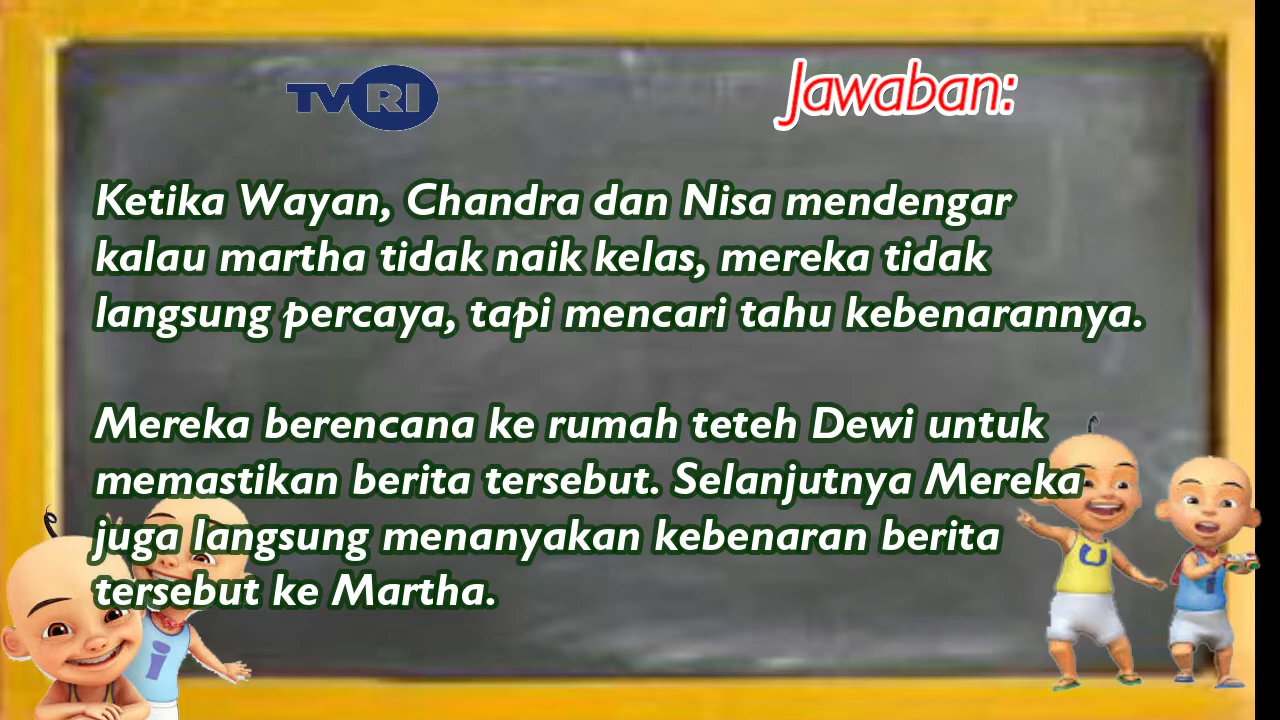 TVRI
Jawaban:
Ketika Wayan, Chandra dan Nisa mendengar
kalau martha tidak naik kelas, mereka tidak
langsung percaya, tapi mencari tahu kebenarannya.
Mereka berencana ke rumah teteh Dewi untuk
memastikan berita tersebut. Selanjutnya Mereka
juga langsung menanyakan kebenaran berita
tersebut ke Martha.
U
i
i